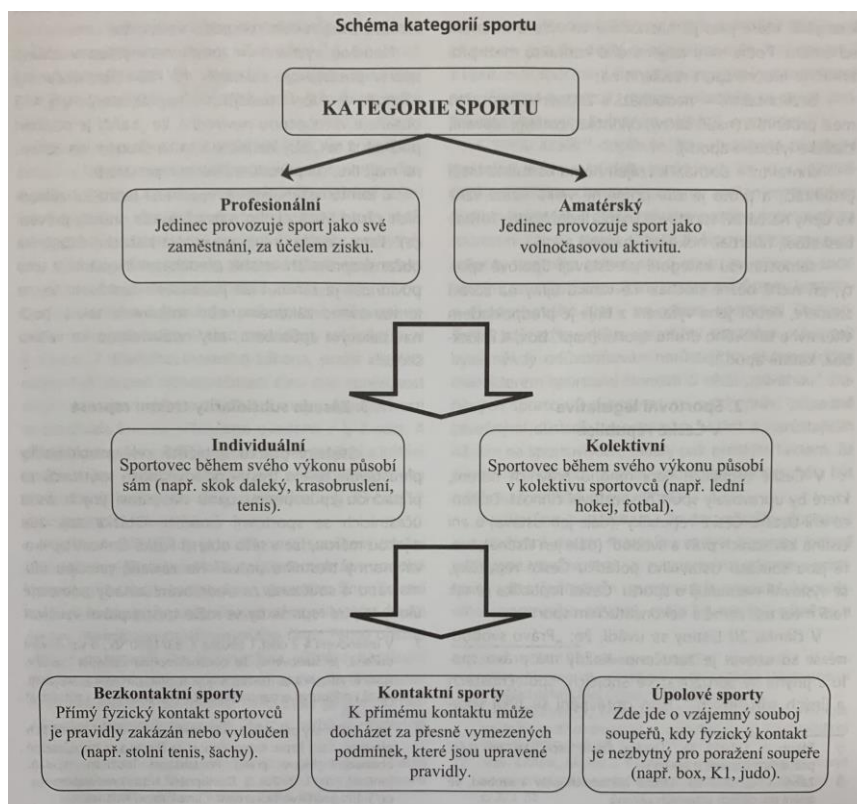 Schéma kategorií sportu
KATEGORIE SPORTU
Profesionální
Jedinec provozuje sport jako své
zaměstnání, za účelem zisku.
Amatérský
Jedinec provozuje sport jako
volnočasovou aktivitu.
Individuální
Sportovec během svého výkonu působí
sám (např. skok daleký, krasobruslení,
tenis).
Kolektivní
Sportovec během svého výkonu působí
v kolektivu sportovců (např. lední
hokej, fotbal).
Bezkontaktní sporty
Přímý fyzický kontakt sportovců
je pravidly zakázán nebo vyloučen
(např. stolní tenis, šachy).
Kontaktní sporty
K přímému kontaktu může
docházet za přesně vymezených
podmínek, které jsou upravené
pravidly.
Úpolové sporty
Zde jde o vzájemný souboj
soupeřů, kdy fyzický kontakt
je nezbytný pro poražení soupeře
(např. box, K1, judo).